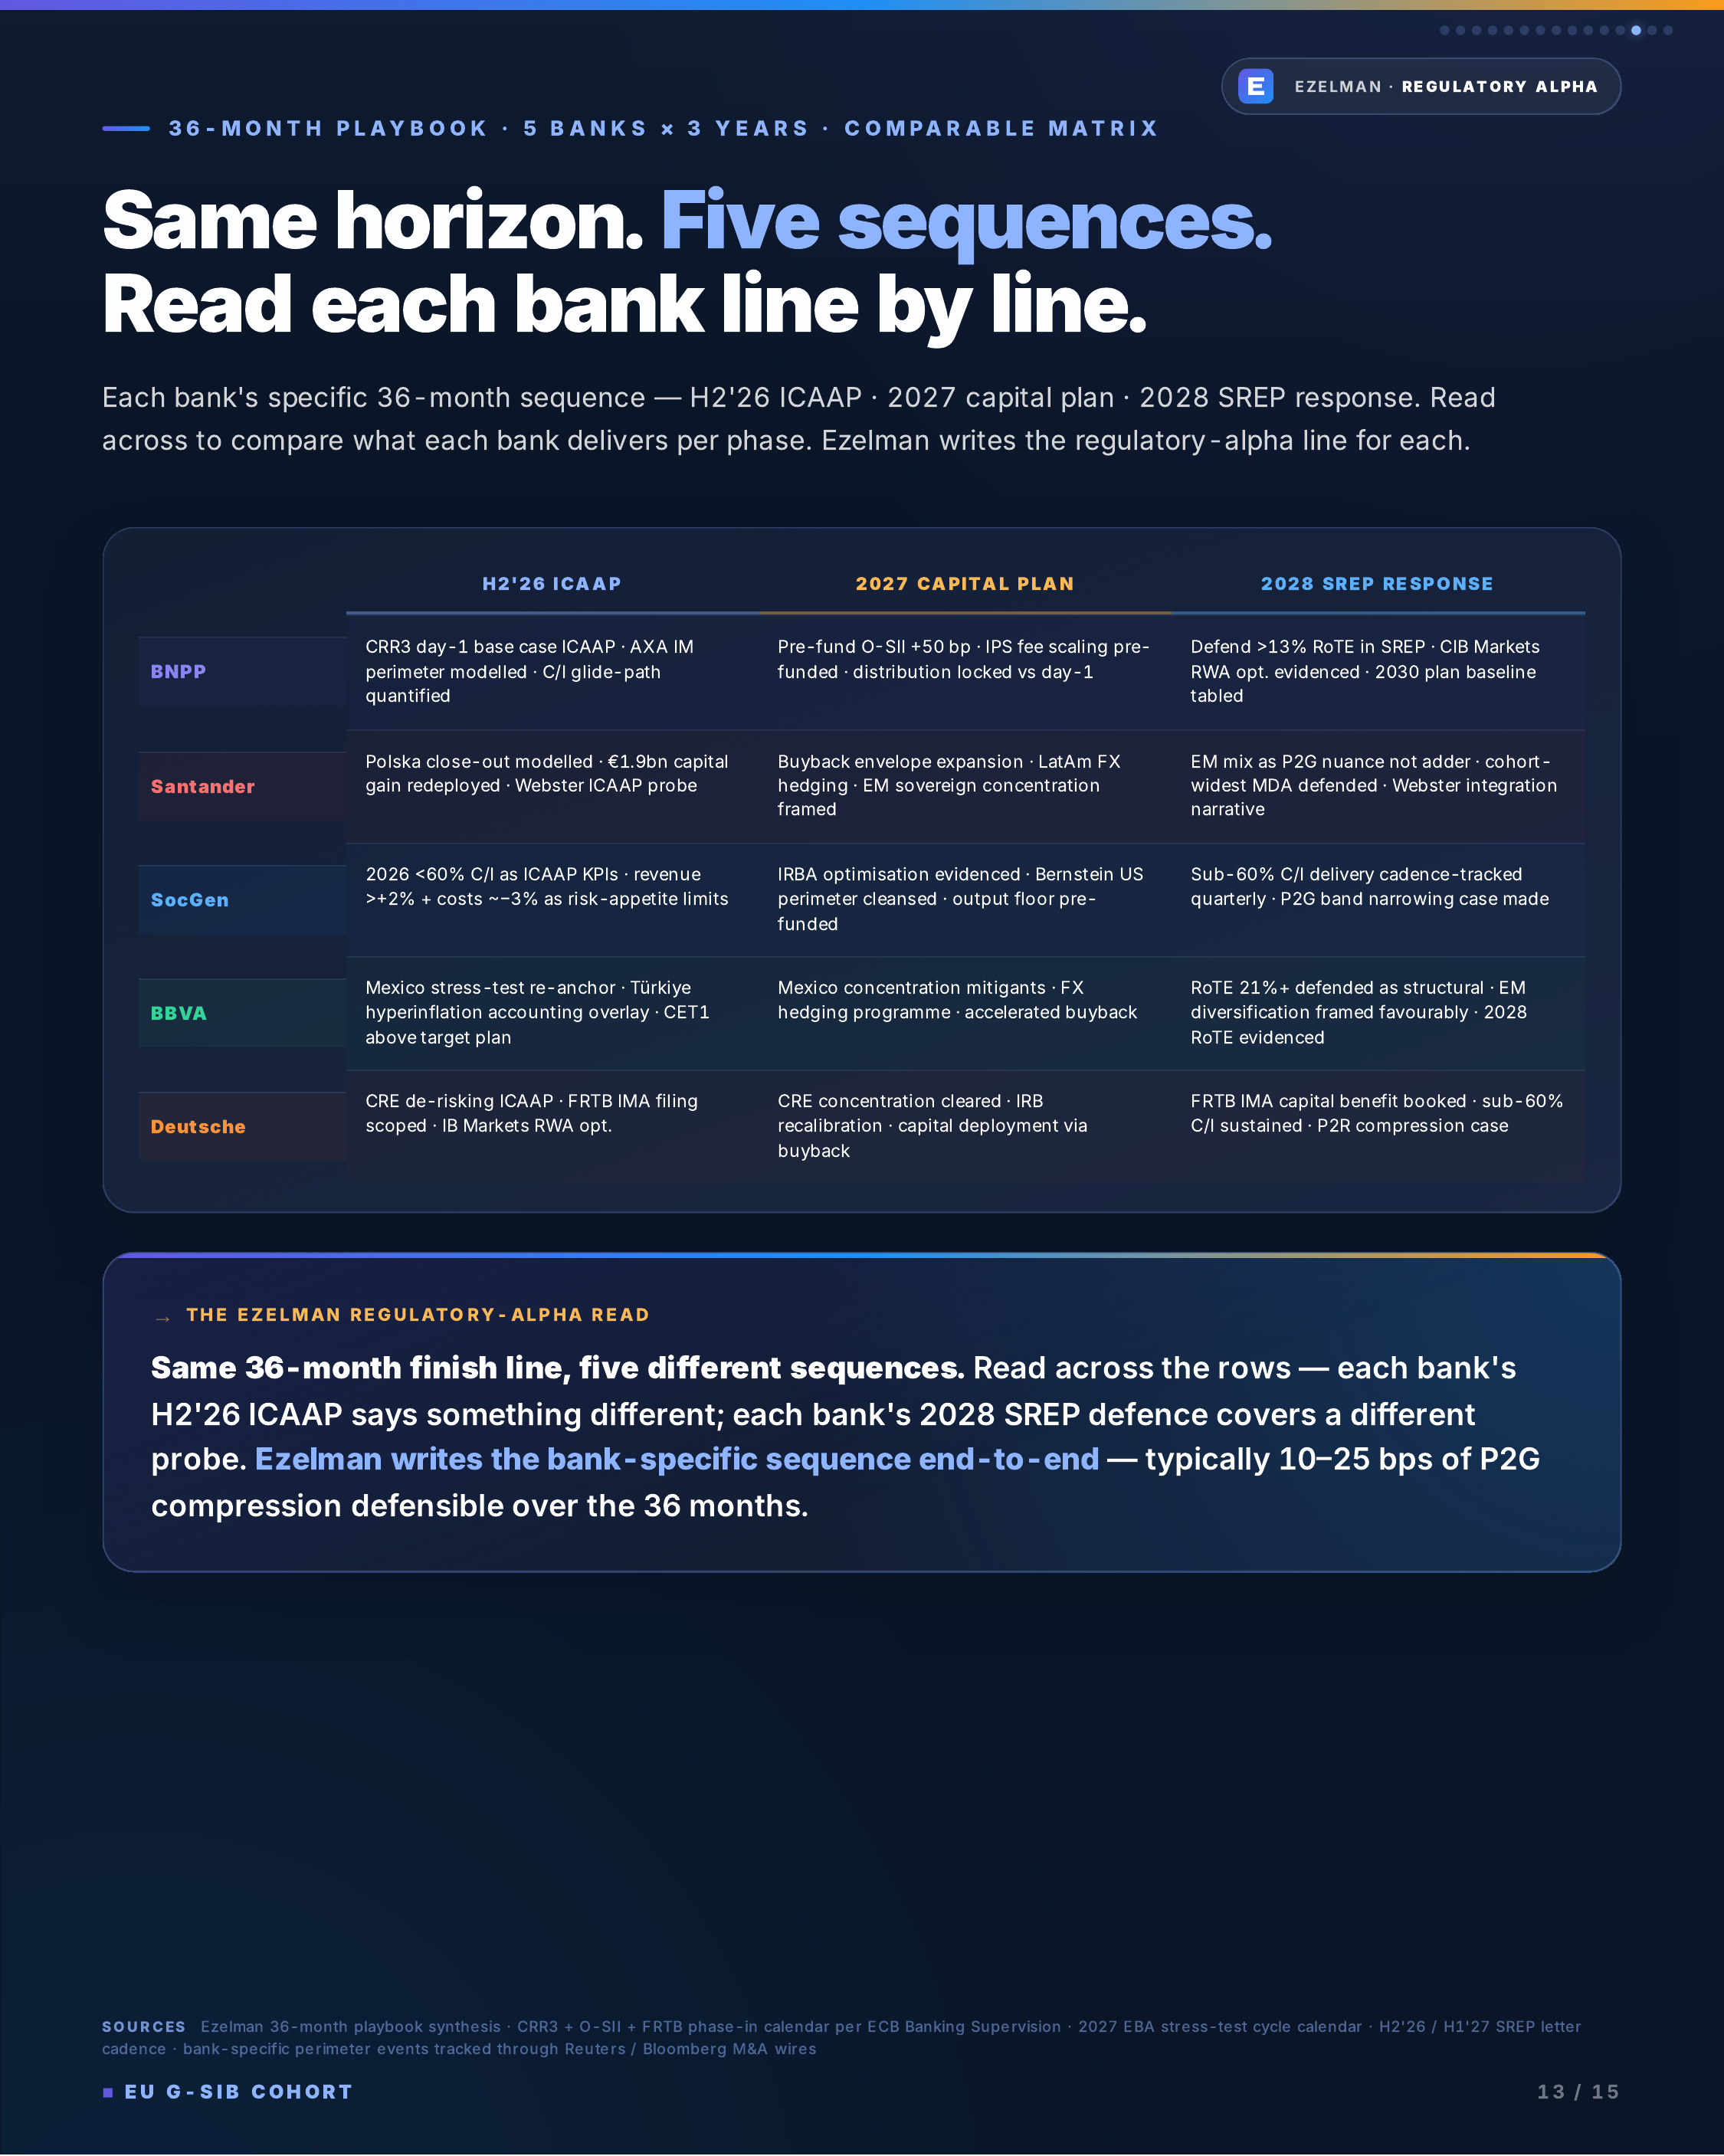 E EZELMAN · REGULATORY ALPHA
36-MONTH PLAYBOOK · 5 BANKS × 3 YEARS · COMPARABLE MATRIX
Same horizon. Five sequences.
Read each bank line by line.
Each bank's specific 36-month sequence — H2'26 ICAAP · 2027 capital plan · 2028 SREP response. Read
across to compare what each bank delivers per phase. Ezelman writes the regulatory-alpha line for each.
H2'26 ICAAP
2027 CAPITAL PLAN
2028 SREP RESPONSE
BNPP
CRR3 day-1 base case ICAAP · AXA IM
perimeter modelled · C/I glide-path
quantified
Pre-fund O-SII +50 bp · IPS fee scaling pre-
funded · distribution locked vs day-1
Defend >13% RoTE in SREP · CIB Markets
RWA opt. evidenced · 2030 plan baseline
tabled
Santander
Polska close-out modelled · €1.9bn capital
gain redeployed · Webster ICAAP probe
Buyback envelope expansion · LatAm FX
hedging · EM sovereign concentration
framed
EM mix as P2G nuance not adder · cohort-
widest MDA defended · Webster integration
narrative
SocGen
2026 <60% C/I as ICAAP KPIs · revenue
>+2% + costs ~−3% as risk-appetite limits
IRBA optimisation evidenced · Bernstein US
perimeter cleansed · output floor pre-
funded
Sub-60% C/I delivery cadence-tracked
quarterly · P2G band narrowing case made
BBVA
Mexico stress-test re-anchor · Türkiye
hyperinflation accounting overlay · CET1
above target plan
Mexico concentration mitigants · FX
hedging programme · accelerated buyback
RoTE 21%+ defended as structural · EM
diversification framed favourably · 2028
RoTE evidenced
Deutsche
CRE de-risking ICAAP · FRTB IMA filing
scoped · IB Markets RWA opt.
CRE concentration cleared · IRB
recalibration · capital deployment via
buyback
FRTB IMA capital benefit booked · sub-60%
C/I sustained · P2R compression case
→ THE EZELMAN REGULATORY-ALPHA READ
Same 36-month finish line, five different sequences. Read across the rows — each bank's
H2'26 ICAAP says something different; each bank's 2028 SREP defence covers a different
probe. Ezelman writes the bank-specific sequence end-to-end — typically 10–25 bps of P2G
compression defensible over the 36 months.
SOURCES Ezelman 36-month playbook synthesis · CRR3 + O-SII + FRTB phase-in calendar per ECB Banking Supervision · 2027 EBA stress-test cycle calendar · H2'26 / H1'27 SREP letter
cadence · bank-specific perimeter events tracked through Reuters / Bloomberg M&A wires
EU G-SIB COHORT
13 / 15